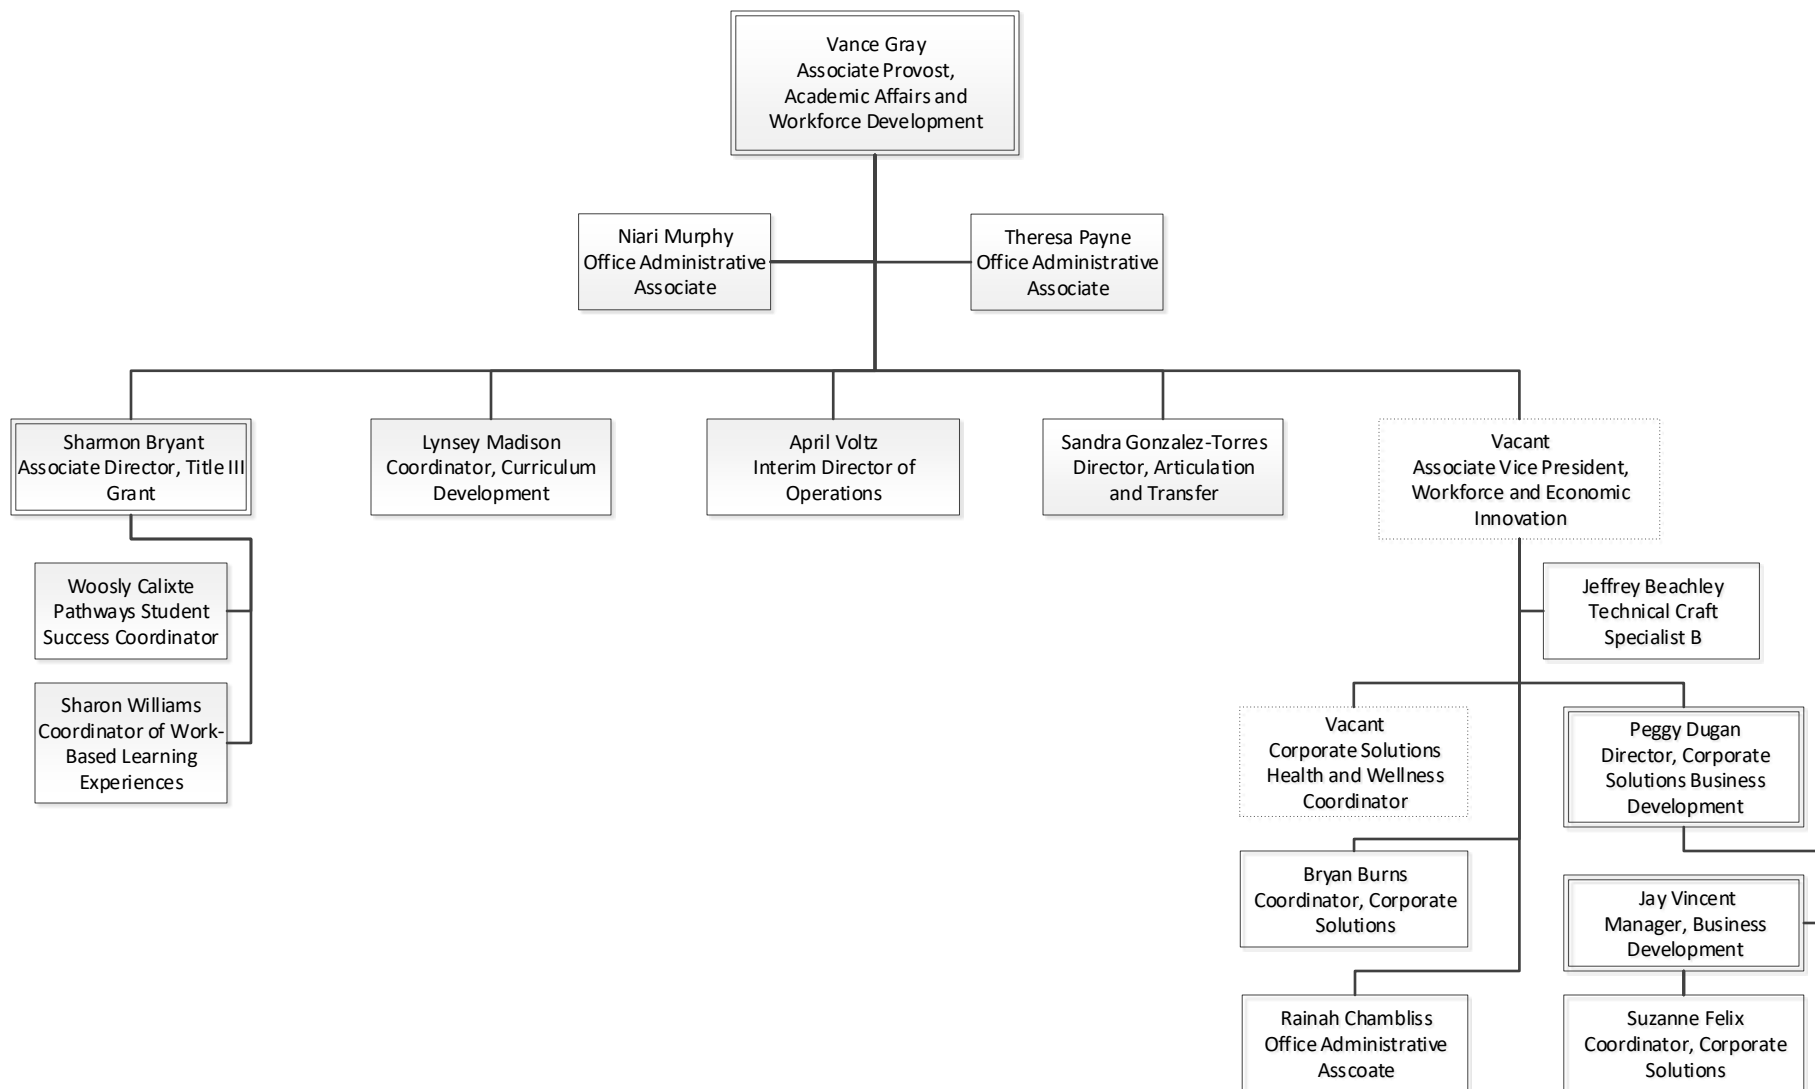 Vance Gray
Associate Provost,
Academic Affairs and
Workforce Development
Niari Murphy
Office Administrative
Associate
Theresa Payne
Office Administrative
Associate
Sharmon Bryant
Associate Director, Title III
Grant
Lynsey Madison
Coordinator, Curriculum
Development
April Voltz
Interim Director of
Operations
Sandra Gonzalez-Torres
Director, Articulation
and Transfer
Vacant
Associate Vice President,
Workforce and Economic
Innovation
Woosly Calixte
Pathways Student
Success Coordinator
Jeffrey Beachley
Technical Craft
Specialist B
Sharon Williams
Coordinator of Work-
Based Learning
Experiences
Vacant
Corporate Solutions
Health and Wellness
Coordinator
Peggy Dugan
Director, Corporate
Solutions Business
Development
Bryan Burns
Coordinator, Corporate
Solutions
Jay Vincent
Manager, Business
Development
Rainah Chambliss
Office Administrative
Asscoate
Suzanne Felix
Coordinator, Corporate
Solutions